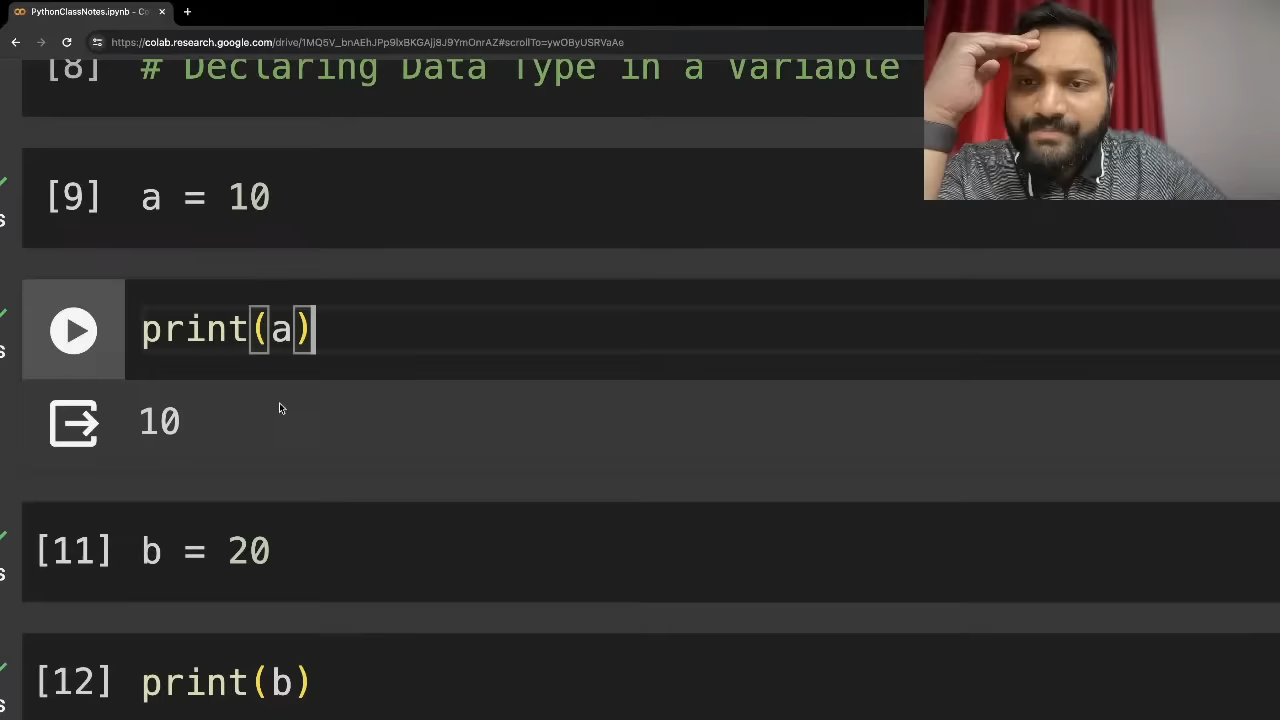 PythonClassNotes.ipynb - Co
https://colab.research.google.com/drive/1MQ5V_bnAEhJPp9lxBKGAjj8J9YmOnrAZ#scrollTo=ywOByUSRVaAe
[8] # Declaring Data Type in a Variable
[9] a = 10
s
print(a)
s
10
[11] b = 20
s
[12] print(b)
s